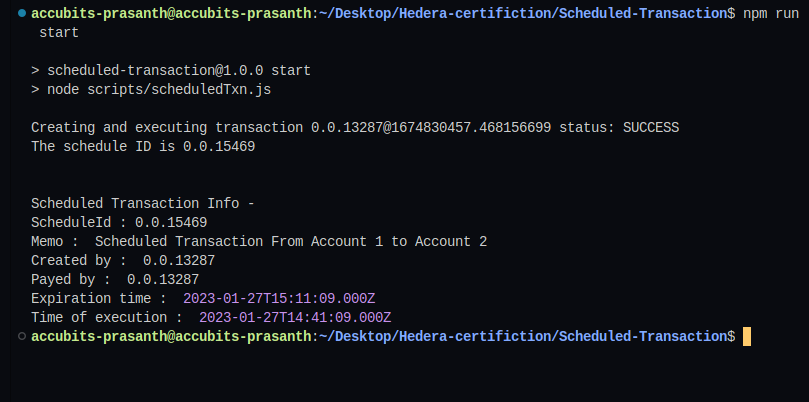 accubits-prasanth@accubits-prasanth:~/Desktop/Hedera-certifiction/Scheduled-Transaction$ npm run
start
> scheduled-transaction@1.0.0 start
> node scripts/scheduledTxn.js
Creating and executing transaction 0.0.13287@1674830457.468156699 status: SUCCESS
The schedule ID is 0.0.15469
Scheduled Transaction Info -
ScheduleId : 0.0.15469
Memo :  Scheduled Transaction From Account 1 to Account 2
Created by :  0.0.13287
Payed by :  0.0.13287
Expiration time :  2023-01-27T15:11:09.000Z
Time of execution :  2023-01-27T14:41:09.000Z
accubits-prasanth@accubits-prasanth:~/Desktop/Hedera-certifiction/Scheduled-Transaction$